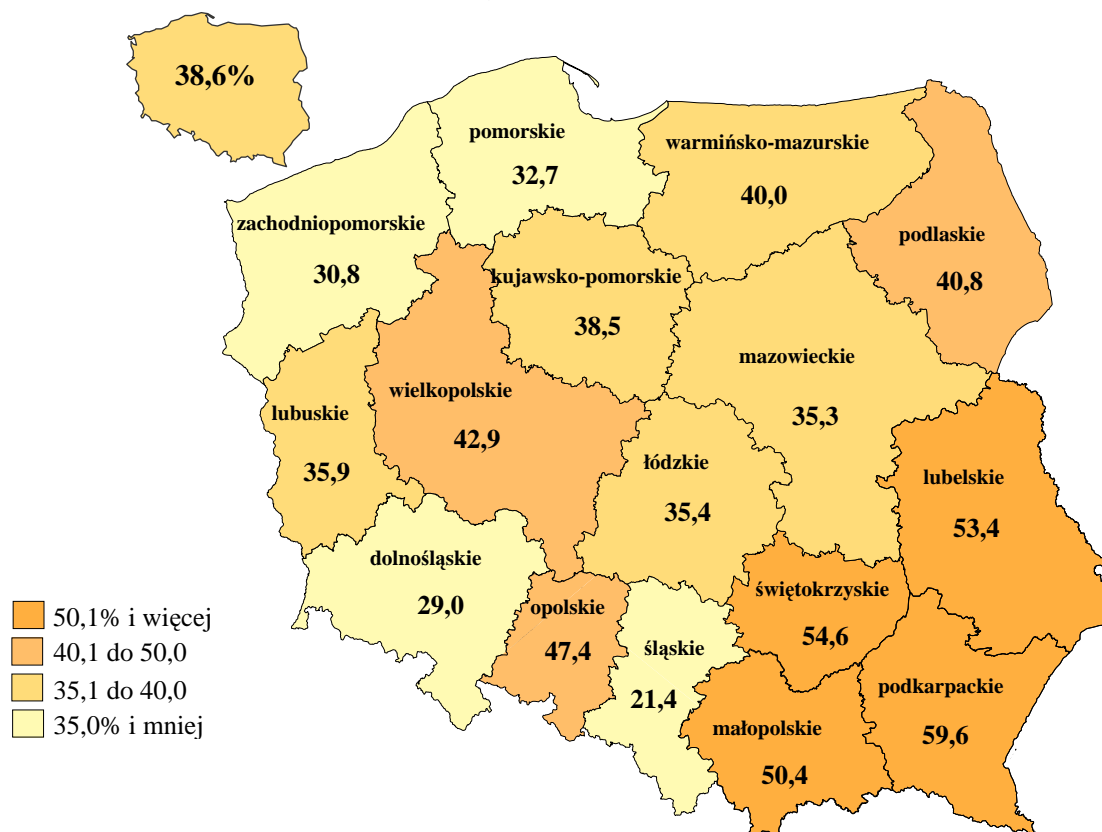 38,6%
pomorskie
32,7
warmińsko-mazurskie
40,0
zachodniopomorskie
30,8
podlaskie
40,8
kujawsko-pomorskie
38,5
mazowieckie
35,3
wielkopolskie
42,9
lubuskie
35,9
łódzkie
35,4
lubelskie
53,4
dolnośląskie
29,0
opolskie
47,4
świętokrzyskie
54,6
śląskie
21,4
podkarpackie
59,6
małopolskie
50,4
50,1% i więcej
40,1 do 50,0
35,1 do 40,0
35,0% i mniej